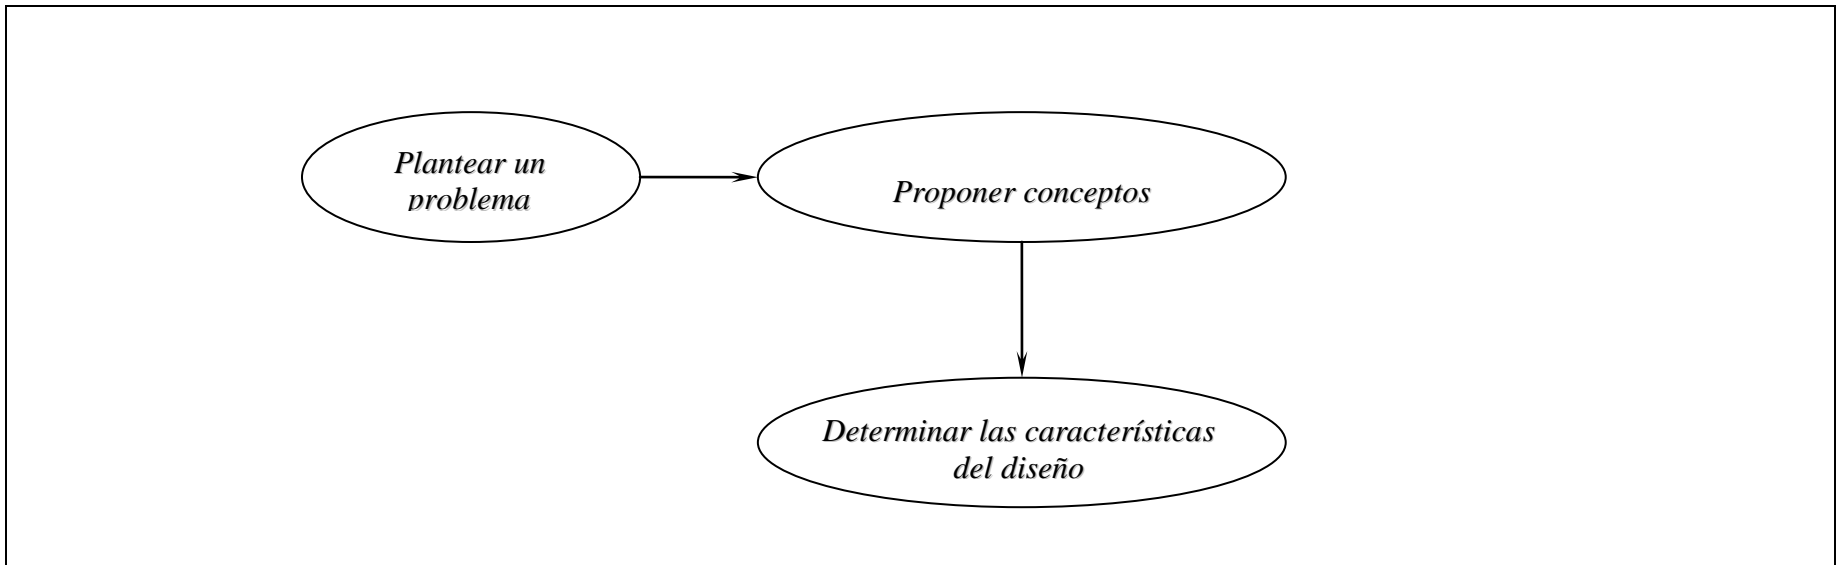 Plantear un
problema
Proponer conceptos
Determinar las características
del diseño